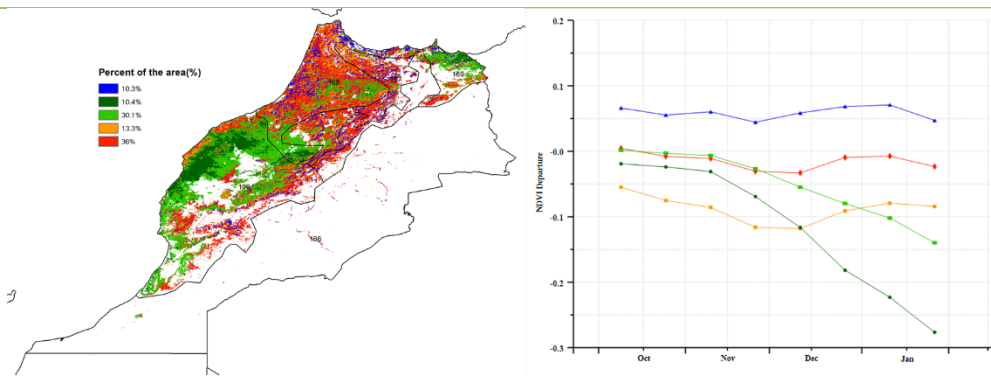 Percent of the area(%)
10.3%
10.4%
30.1%
13.3%
36%
168
199
166
0.2
0.1
-0.0
-0.1
-0.2
-0.3
NDVI Departure
Oct
Nov
Dec
Jan